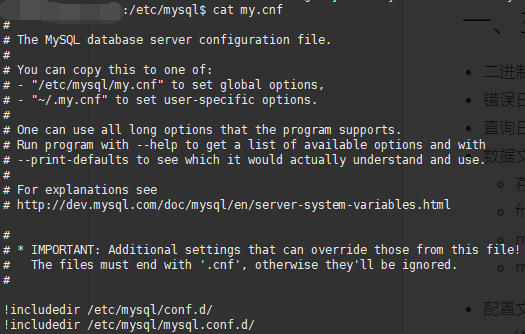 :/etc/mysql$ cat my.cnf
#
# The MySQL database server configuration file.
#
# You can copy this to one of:
# - "/etc/mysql/my.cnf" to set global options,
# - "~/.my.cnf" to set user-specific options.
#
# One can use all long options that the program supports.
# Run program with --help to get a list of available options and with
# --print-defaults to see which it would actually understand and use.
#
# For explanations see
# http://dev.mysql.com/doc/mysql/en/server-system-variables.html

#
# * IMPORTANT: Additional settings that can override those from this file!
#   The files must end with '.cnf', otherwise they'll be ignored.
#

!includedir /etc/mysql/conf.d/
!includedir /etc/mysql/mysql.conf.d/
二进制
错误日
查询日
数据文
配置文